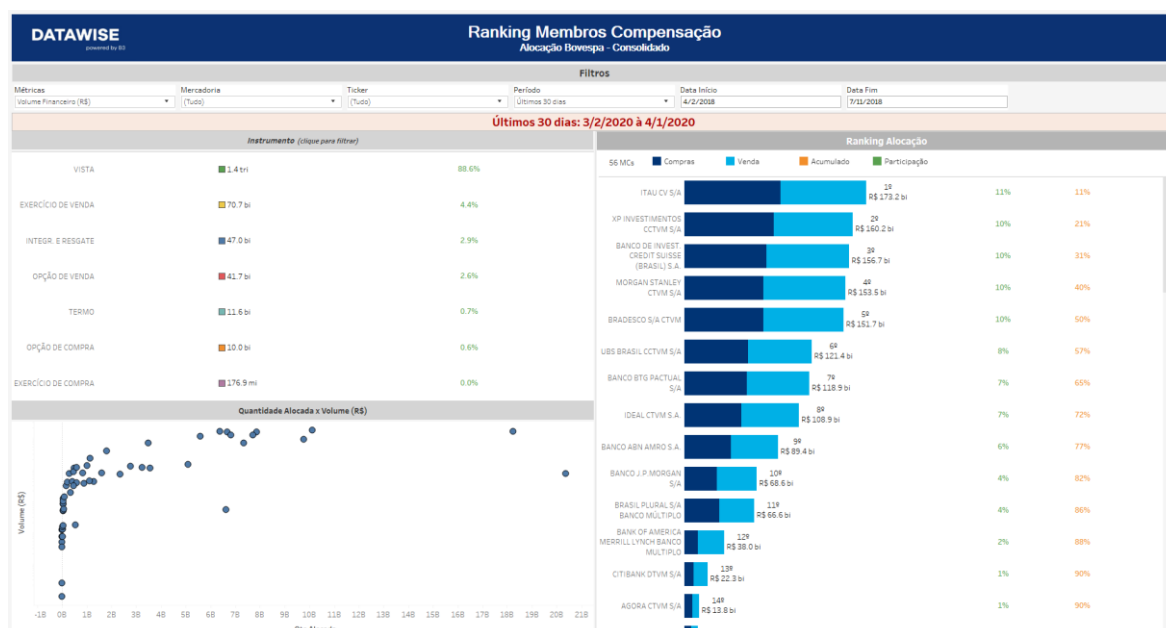 DATAWISE
powered by B3
Ranking Membros Compensação
Alocação Bovespa - Consolidado
Filtros
Métricas
Volume Financeiro (R$)
Mercadoria
(Tudo)
Ticker
(Tudo)
Período
Últimos 30 dias
Data Início
4/2/2018
Data Fim
7/11/2018
Últimos 30 dias: 3/2/2020 à 4/1/2020
Instrumento (clique para filtrar)
VISTA 1.4 tri 88.6%
EXERCÍCIO DE VENDA 70.7 bi 4.4%
INTEGR. E RESGATE 47.0 bi 2.9%
OPÇÃO DE VENDA 41.7 bi 2.6%
TERMO 11.6 bi 0.7%
OPÇÃO DE COMPRA 10.0 bi 0.6%
EXERCÍCIO DE COMPRA 176.9 mi 0.0%
Quantidade Alocada x Volume (R$)
Volume (R$)
-1B 0B 1B 2B 3B 4B 5B 6B 7B 8B 9B 10B 11B 12B 13B 14B 15B 16B 17B 18B 19B 20B 21B
Ranking Alocação
56 MCs Compras Venda Acumulado Participação
ITAU CV S/A
1º
R$ 173.2 bi
11% 11%
XP INVESTIMENTOS
CCTVM S/A
2º
R$ 160.2 bi
10% 21%
BANCO DE INVEST.
CREDIT SUISSE
(BRASIL) S.A.
3º
R$ 156.7 bi
10% 31%
MORGAN STANLEY
CTVM S/A
4º
R$ 153.5 bi
10% 40%
BRADESCO S/A CTVM
5º
R$ 151.7 bi
10% 50%
UBS BRASIL CCTVM S/A
6º
R$ 121.4 bi
8% 57%
BANCO BTG PACTUAL
S/A
7º
R$ 118.9 bi
7% 65%
IDEAL CTVM S.A.
8º
R$ 108.9 bi
7% 72%
BANCO ABN AMRO S.A.
9º
R$ 89.4 bi
6% 77%
BANCO J.P. MORGAN
S/A
10º
R$ 68.6 bi
4% 82%
BRASIL PLURAL S/A
BANCO MÚLTIPLO
11º
R$ 66.6 bi
4% 86%
BANK OF AMERICA
MERRILL LYNCH BANCO
MULTIPLO
12º
R$ 38.0 bi
2% 88%
CITIBANK DTVM S/A
13º
R$ 22.3 bi
1% 90%
AGORA CTVM S/A
14º
R$ 13.8 bi
1% 90%